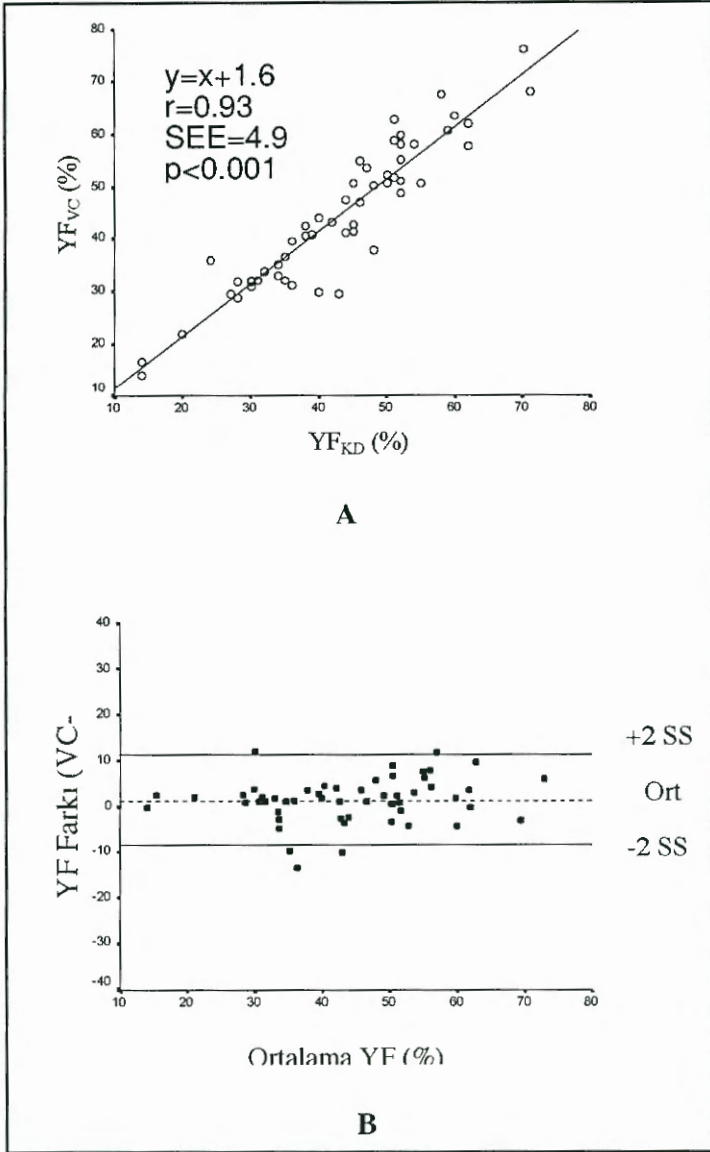 80
70
60
50
40
30
20
10
YFVC (%)
y=x+1.6
r=0.93
SEE=4.9
p<0.001
10 20 30 40 50 60 70 80
YFKD (%)
A
40
30
20
10
0
-10
-20
-30
-40
YF Farkı (VC-
+2 SS
Ort
-2 SS
10 20 30 40 50 60 70 80
Ortalama YF (%)
B